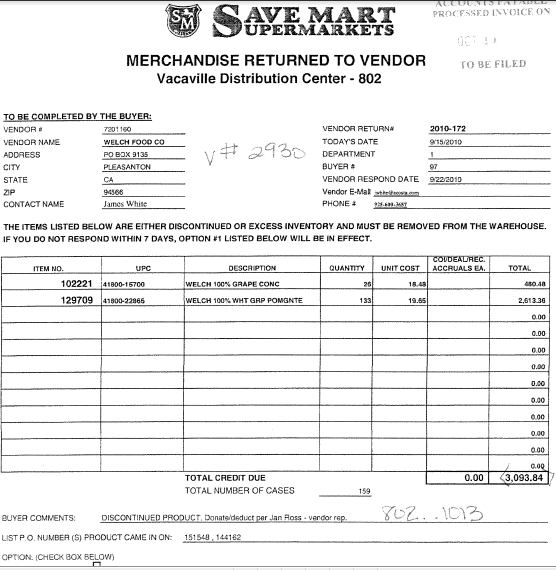 SAVE MART
SUPERMARKETS
ACCOUNTS PAYABLE
PROCESSED INVOICE ON
TO BE FILED
MERCHANDISE RETURNED TO VENDOR
Vacaville Distribution Center - 802
TO BE COMPLETED BY THE BUYER:
VENDOR # 7201160 VENDOR RETURN# 2010-172
VENDOR NAME WELCH FOOD CO TODAY'S DATE 9/15/2010
V# 2930
ADDRESS PO BOX 9135 DEPARTMENT 1
CITY PLEASANTON BUYER # 97
STATE CA VENDOR RESPOND DATE 9/22/2010
ZIP 94566 Vendor E-Mail
CONTACT NAME James White PHONE #
THE ITEMS LISTED BELOW ARE EITHER DISCONTINUED OR EXCESS INVENTORY AND MUST BE REMOVED FROM THE WAREHOUSE.
IF YOU DO NOT RESPOND WITHIN 7 DAYS, OPTION #1 LISTED BELOW WILL BE IN EFFECT.
ITEM NO. UPC DESCRIPTION QUANTITY UNIT COST CO/DEAL/REC. ACCRUALS EA. TOTAL
102221 41800-15700 WELCH 100% GRAPE CONC 26 18.48 480.48
129709 41800-22865 WELCH 100% WHT GRP POMGNTE 133 19.65 2,613.36
0.00
0.00
0.00
0.00
0.00
0.00
0.00
0.00
0.00
0.00
TOTAL CREDIT DUE 0.00 3,093.84
TOTAL NUMBER OF CASES 159
BUYER COMMENTS: DISCONTINUED PRODUCT. Donate/deduct per Jan Ross - vendor rep.
802..1013
LIST P.O. NUMBER (S) PRODUCT CAME IN ON: 151548 , 144162
OPTION: (CHECK BOX BELOW)